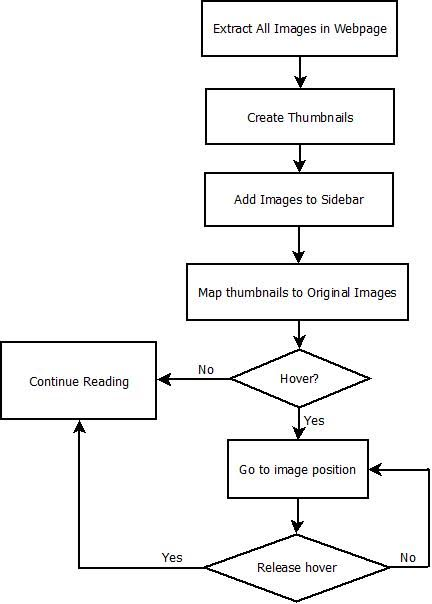 Extract All Images in Webpage
Create Thumbnails
Add Images to Sidebar
Map thumbnails to Original Images
Hover?
No
Continue Reading
Yes
Go to image position
Release hover
Yes
No